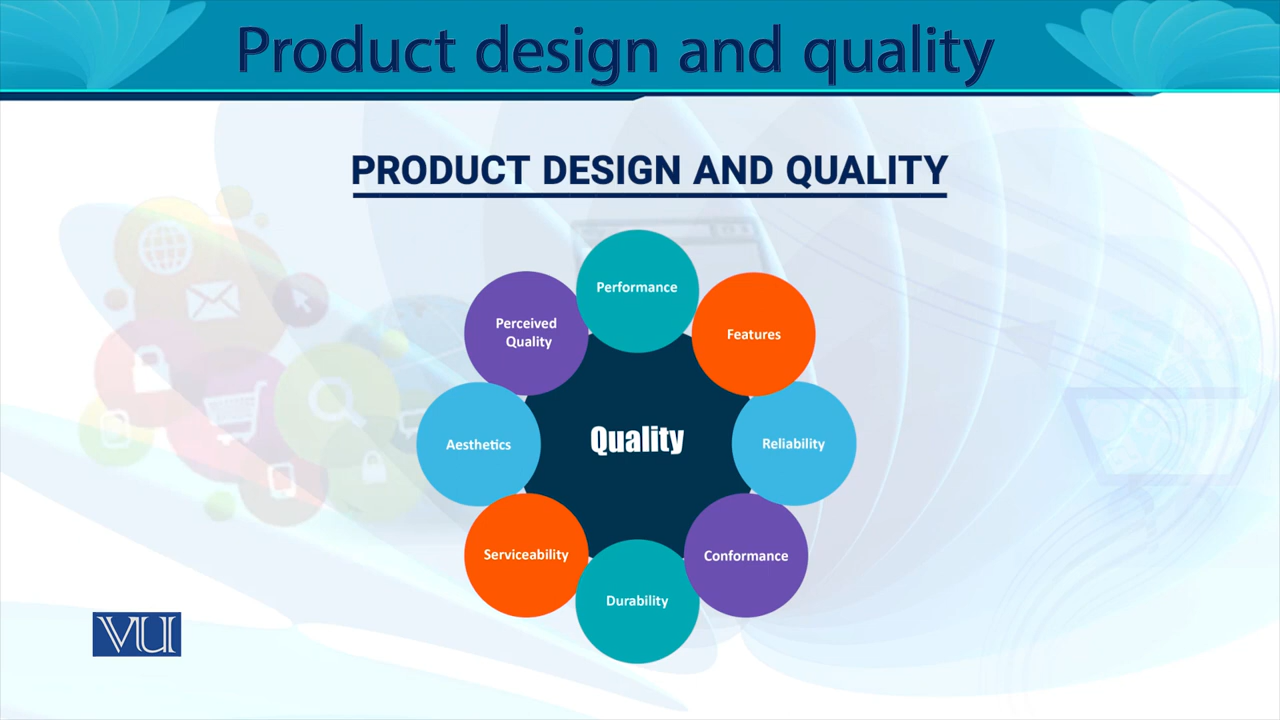 Product design and quality
PRODUCT DESIGN AND QUALITY
Performance
Features
Reliability
Conformance
Durability
Serviceability
Aesthetics
Perceived
Quality
Quality
VU